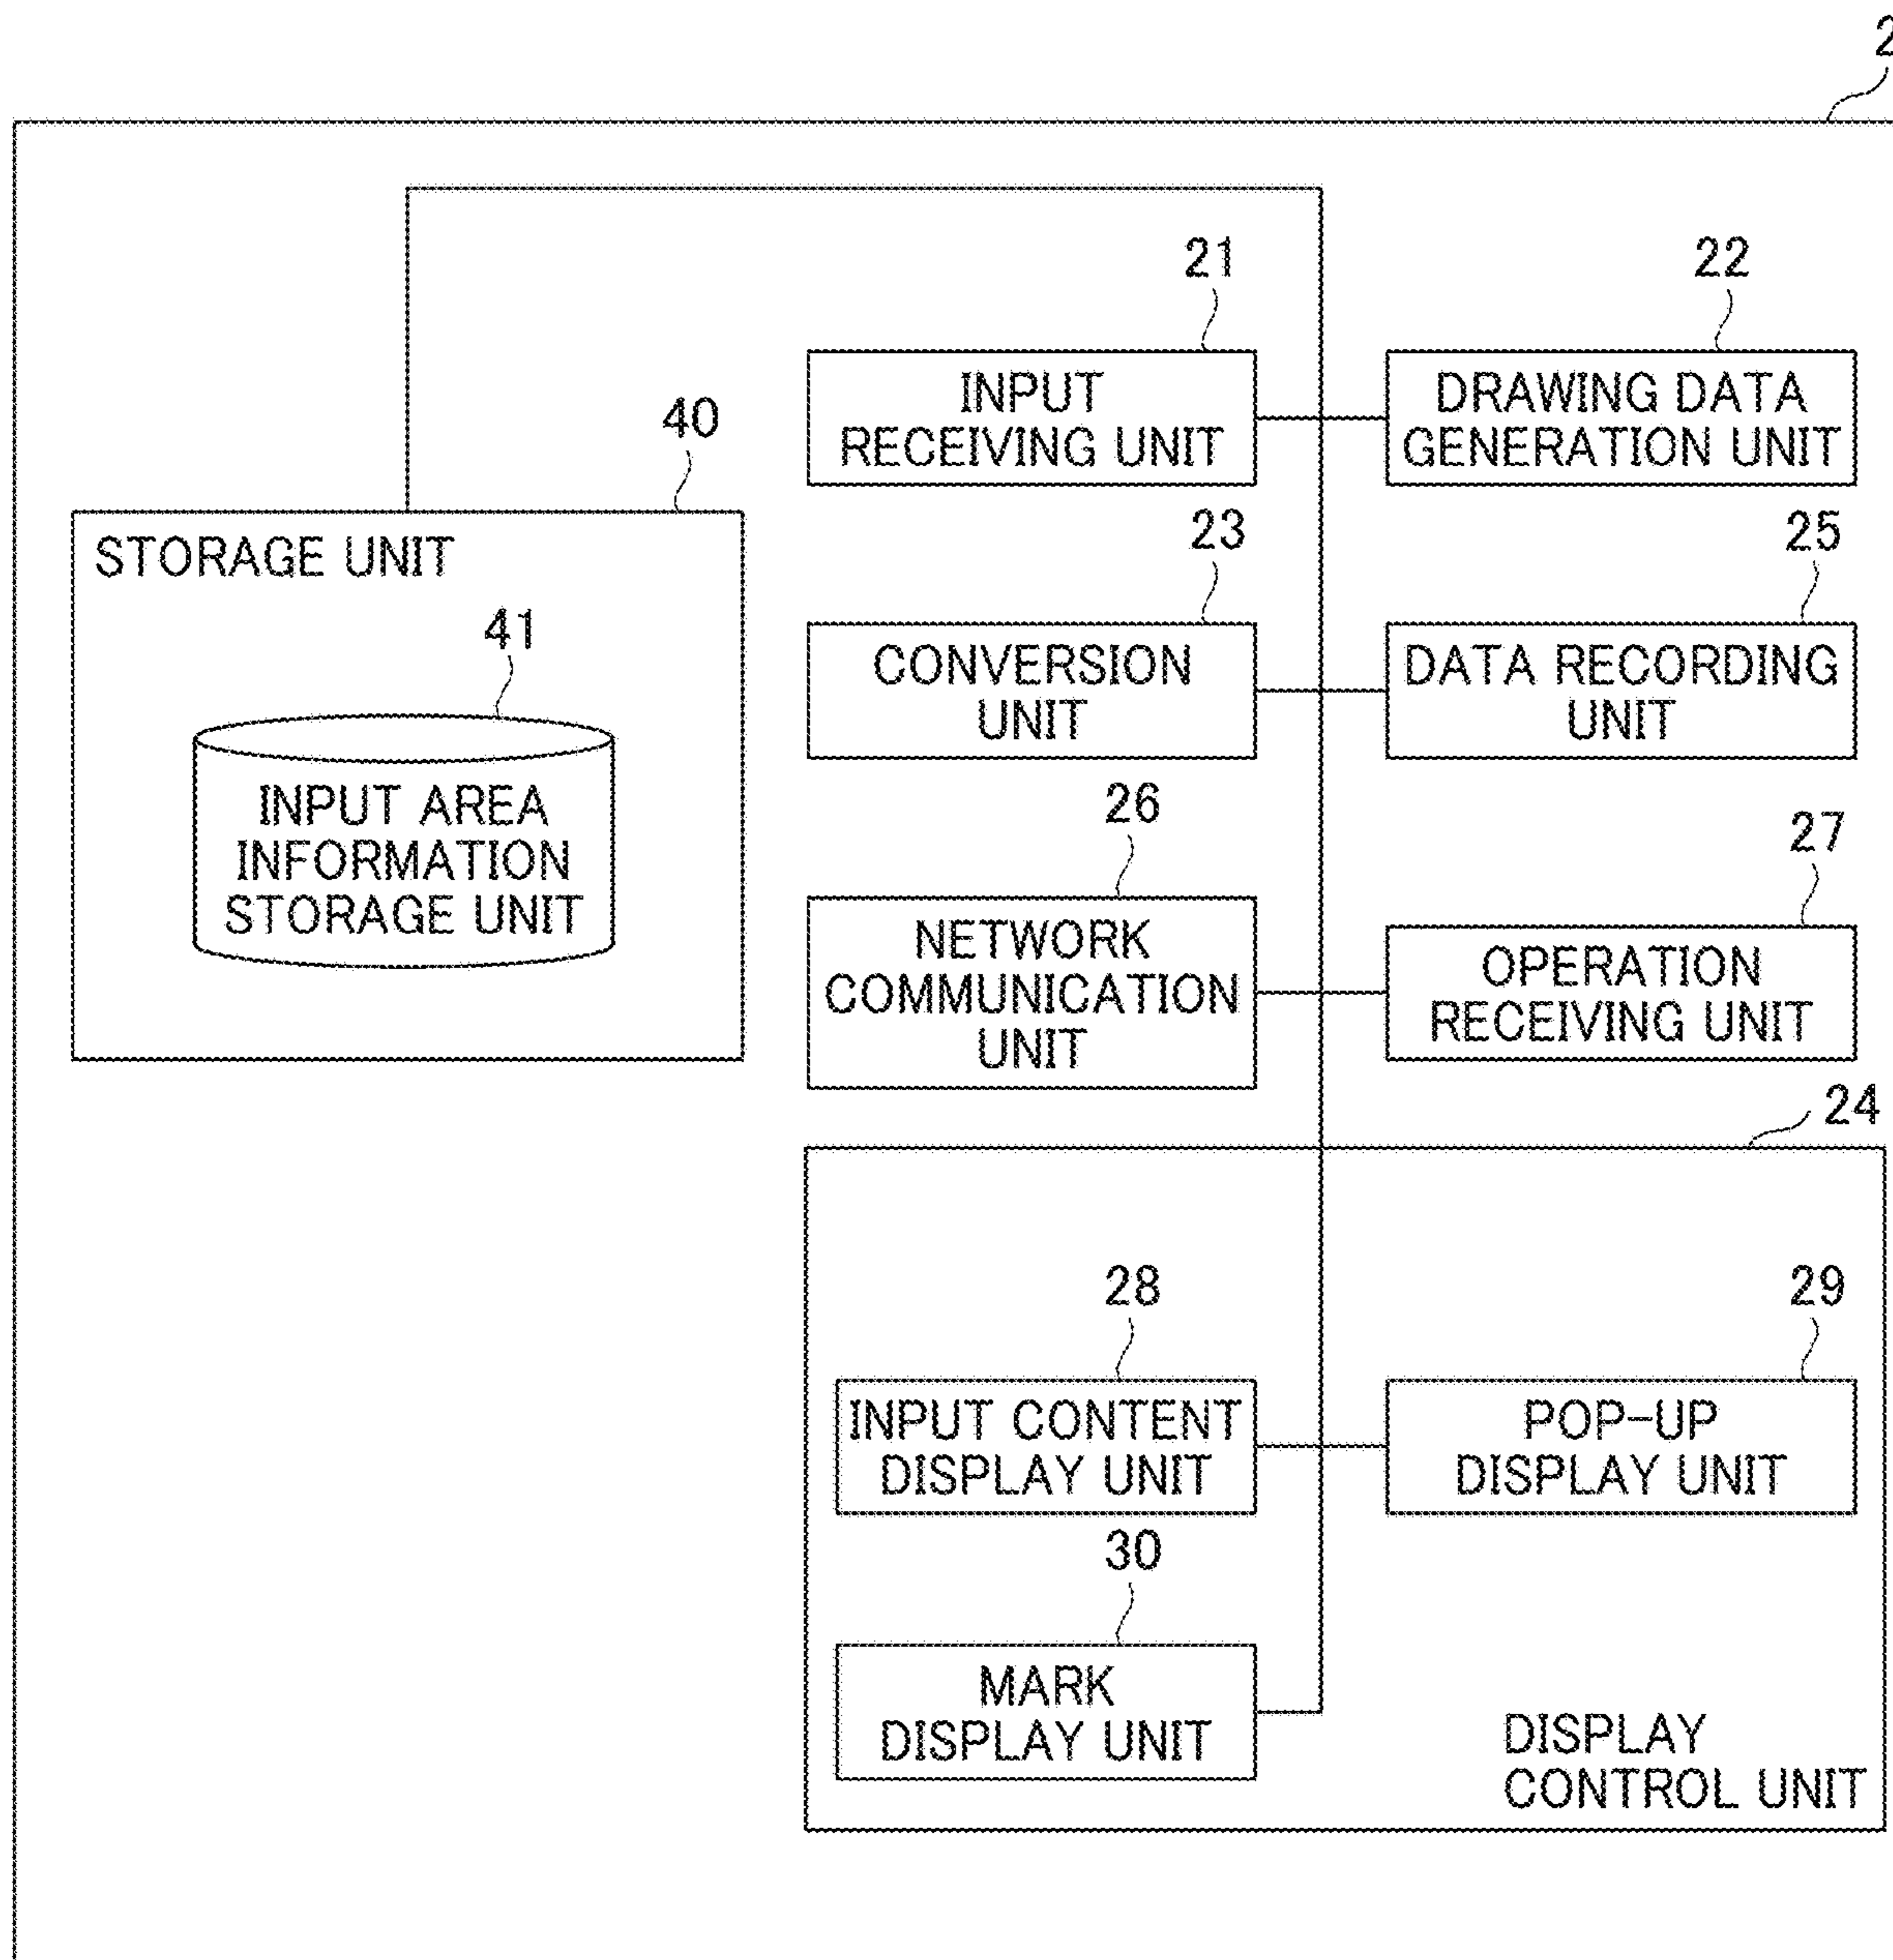 2
21
22
INPUT
RECEIVING UNIT
DRAWING DATA
GENERATION UNIT
40
STORAGE UNIT
23
25
41
CONVERSION
UNIT
DATA RECORDING
UNIT
INPUT AREA
INFORMATION
STORAGE UNIT
26
27
NETWORK
COMMUNICATION
UNIT
OPERATION
RECEIVING UNIT
24
28
29
INPUT CONTENT
DISPLAY UNIT
POP-UP
DISPLAY UNIT
30
MARK
DISPLAY UNIT
DISPLAY
CONTROL UNIT